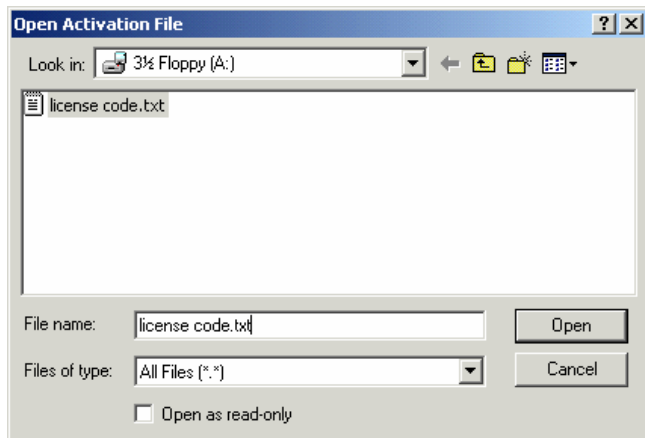 Open Activation File
Look in: 3½ Floppy (A:)
license code.txt
File name: license code.txt Open
Files of type: All Files (*.*) Cancel
Open as read-only